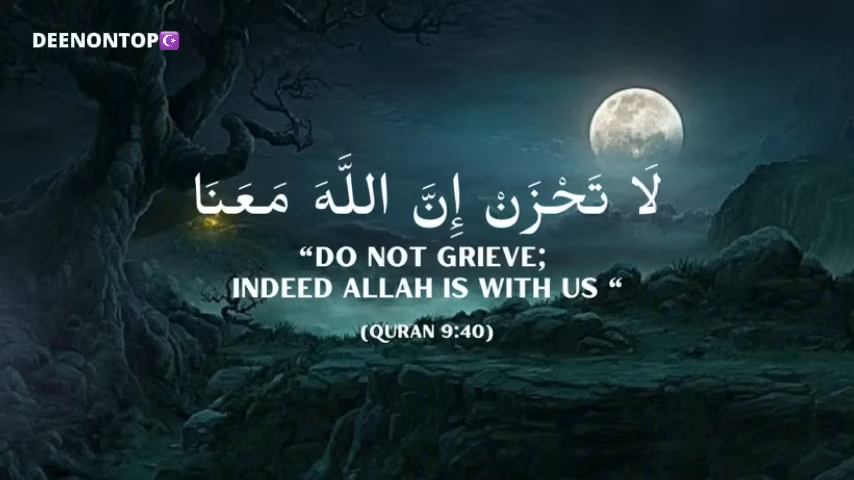 DEENONTOP☪️
لَا تَحْزَنْ إِنَّ اللَّهَ مَعَنَا
“DO NOT GRIEVE;
INDEED ALLAH IS WITH US “
(QURAN 9:40)